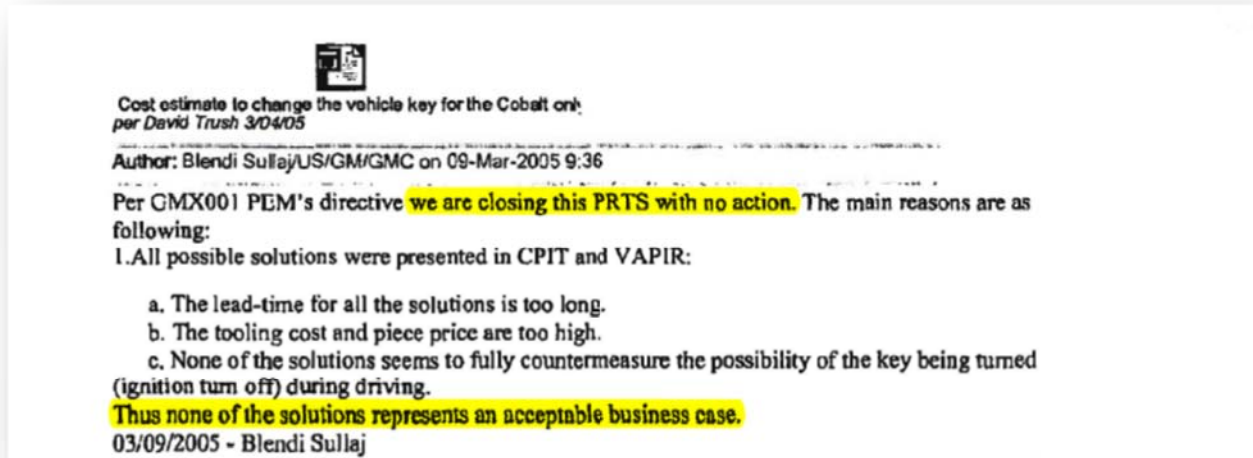 Cost estimate to change the vehicle key for the Cobalt only
per David Trush 3/04/05
Author: Blendi Sullaj/US/GM/GMC on 09-Mar-2005 9:36
Per GMX001 PEM's directive we are closing this PRTS with no action. The main reasons are as
following:
1.All possible solutions were presented in CPIT and VAPIR:
a. The lead-time for all the solutions is too long.
b. The tooling cost and piece price are too high.
c. None of the solutions seems to fully countermeasure the possibility of the key being turned
(ignition turn off) during driving.
Thus none of the solutions represents an acceptable business case.
03/09/2005 - Blendi Sullaj